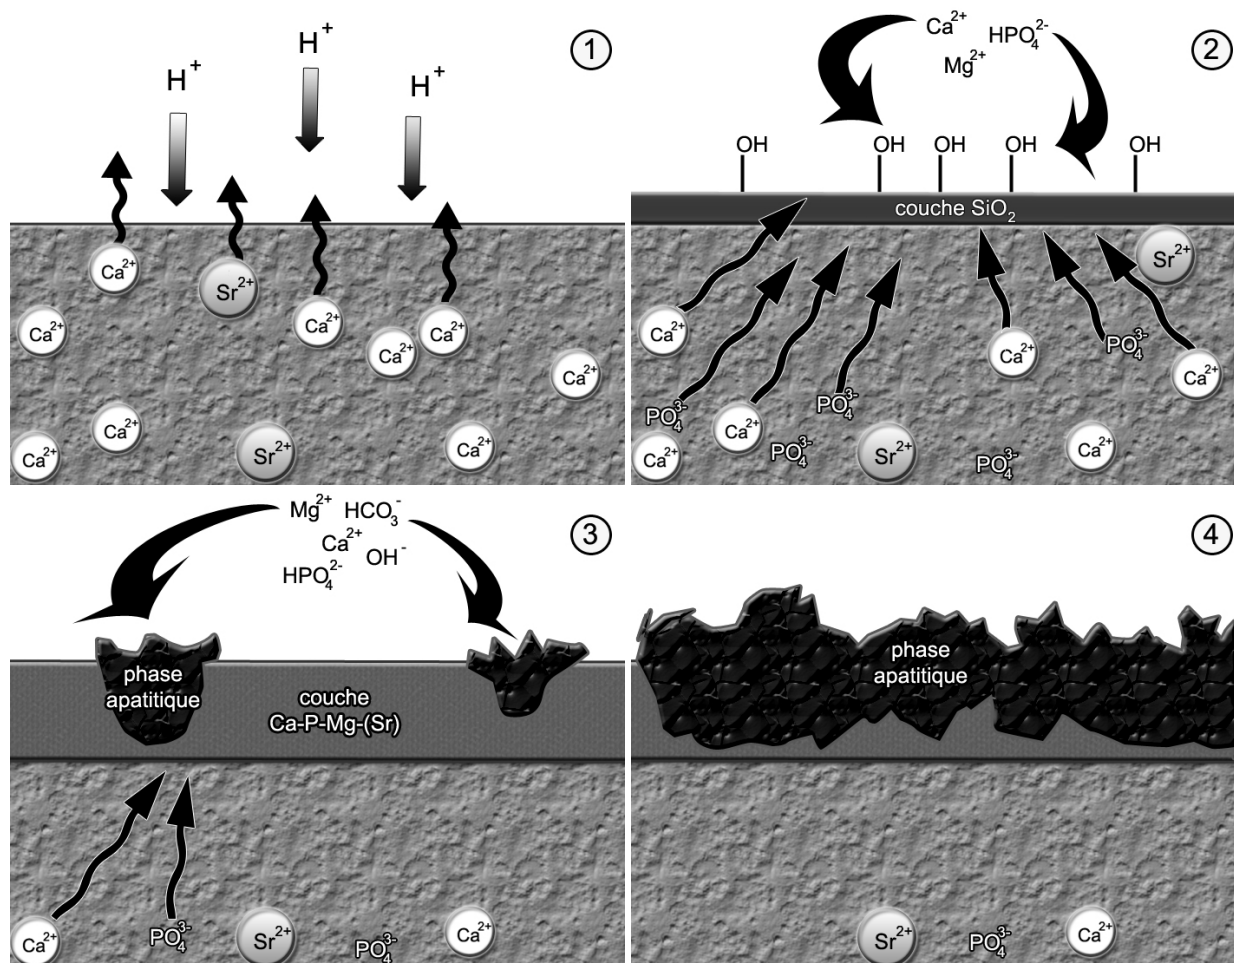 H⁺
H⁺
H⁺
①
Ca²⁺
Sr²⁺
Ca²⁺
Ca²⁺
Ca²⁺
Ca²⁺
Ca²⁺
Ca²⁺
Sr²⁺
Ca²⁺
Ca²⁺
Ca²⁺ HPO₄²⁻
Mg²⁺
②
OH OH OH OH OH
couche SiO₂
Sr²⁺
Ca²⁺
Ca²⁺
PO₄³⁻
Ca²⁺
PO₄³⁻
PO₄³⁻
Ca²⁺
Ca²⁺
PO₄³⁻
Sr²⁺
PO₄³⁻
Ca²⁺
Mg²⁺ HCO₃⁻
Ca²⁺
OH⁻
HPO₄²⁻
③
phase
apatitique
couche
Ca-P-Mg-(Sr)
Ca²⁺
PO₄³⁻
Sr²⁺
PO₄³⁻
Ca²⁺
④
phase
apatitique
Sr²⁺
PO₄³⁻
Ca²⁺